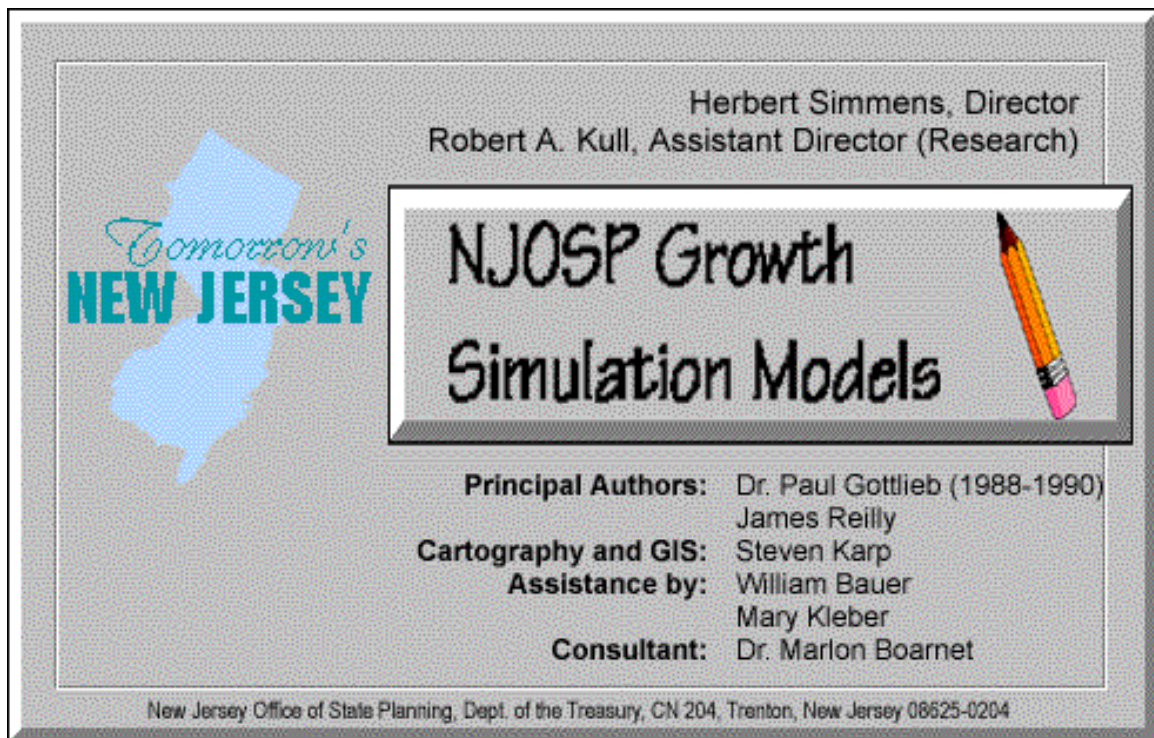 Herbert Simmens, Director
Robert A. Kull, Assistant Director (Research)
Tomorrow's
NEW JERSEY
NJOSP Growth
Simulation Models
Principal Authors: Dr. Paul Gottlieb (1988-1990)
James Reilly
Cartography and GIS: Steven Karp
Assistance by: William Bauer
Mary Kleber
Consultant: Dr. Marlon Boarnet
New Jersey Office of State Planning, Dept. of the Treasury, CN 204, Trenton, New Jersey 08625-0204